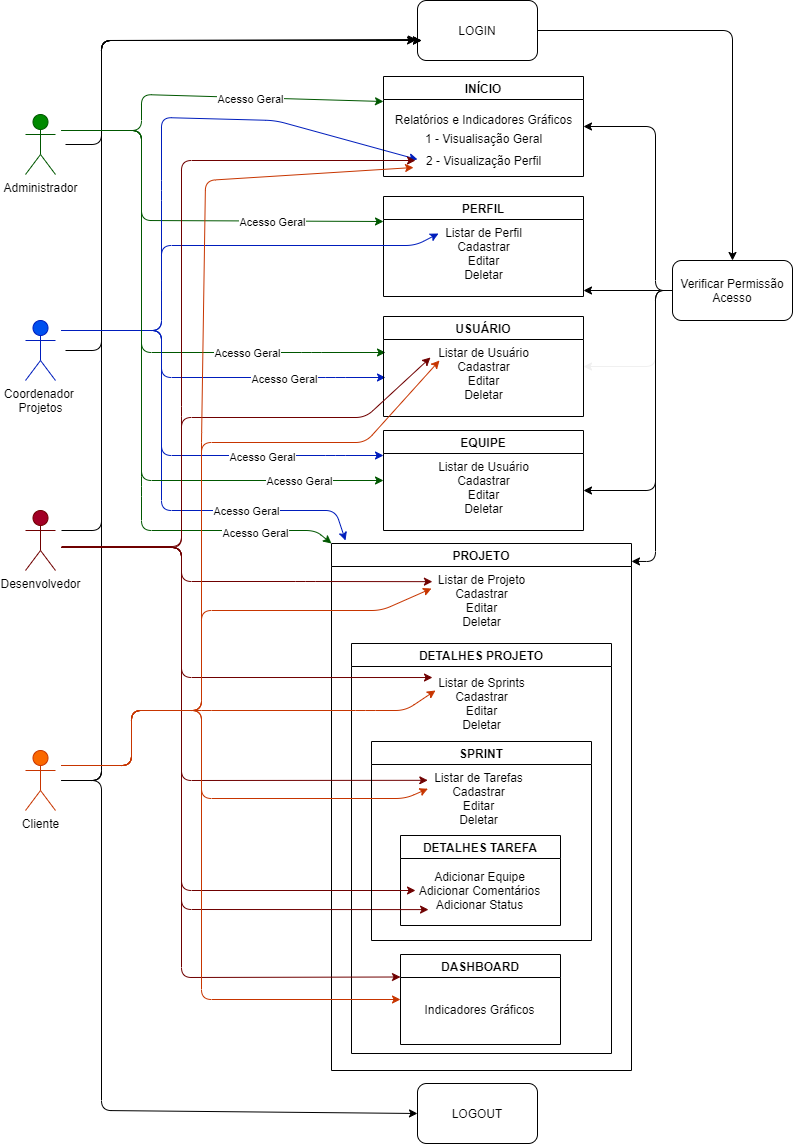 LOGIN
INÍCIO
Acesso Geral
Relatórios e Indicadores Gráficos
1 - Visualisação Geral
2 - Visualização Perfil
Administrador
PERFIL
Acesso Geral
Listar de Perfil
Cadastrar
Editar
Deletar
Verificar Permissão
Acesso
USUÁRIO
Acesso Geral
Listar de Usuário
Cadastrar
Acesso Geral
Editar
Deletar
Coordenador
Projetos
EQUIPE
Acesso Geral
Listar de Usuário
Acesso Geral
Cadastrar
Editar
Deletar
Acesso Geral
Acesso Geral
PROJETO
Desenvolvedor
Listar de Projeto
Cadastrar
Editar
Deletar
DETALHES PROJETO
Listar de Sprints
Cadastrar
Editar
Deletar
SPRINT
Listar de Tarefas
Cadastrar
Editar
Deletar
Cliente
DETALHES TAREFA
Adicionar Equipe
Adicionar Comentários
Adicionar Status
DASHBOARD
Indicadores Gráficos
LOGOUT